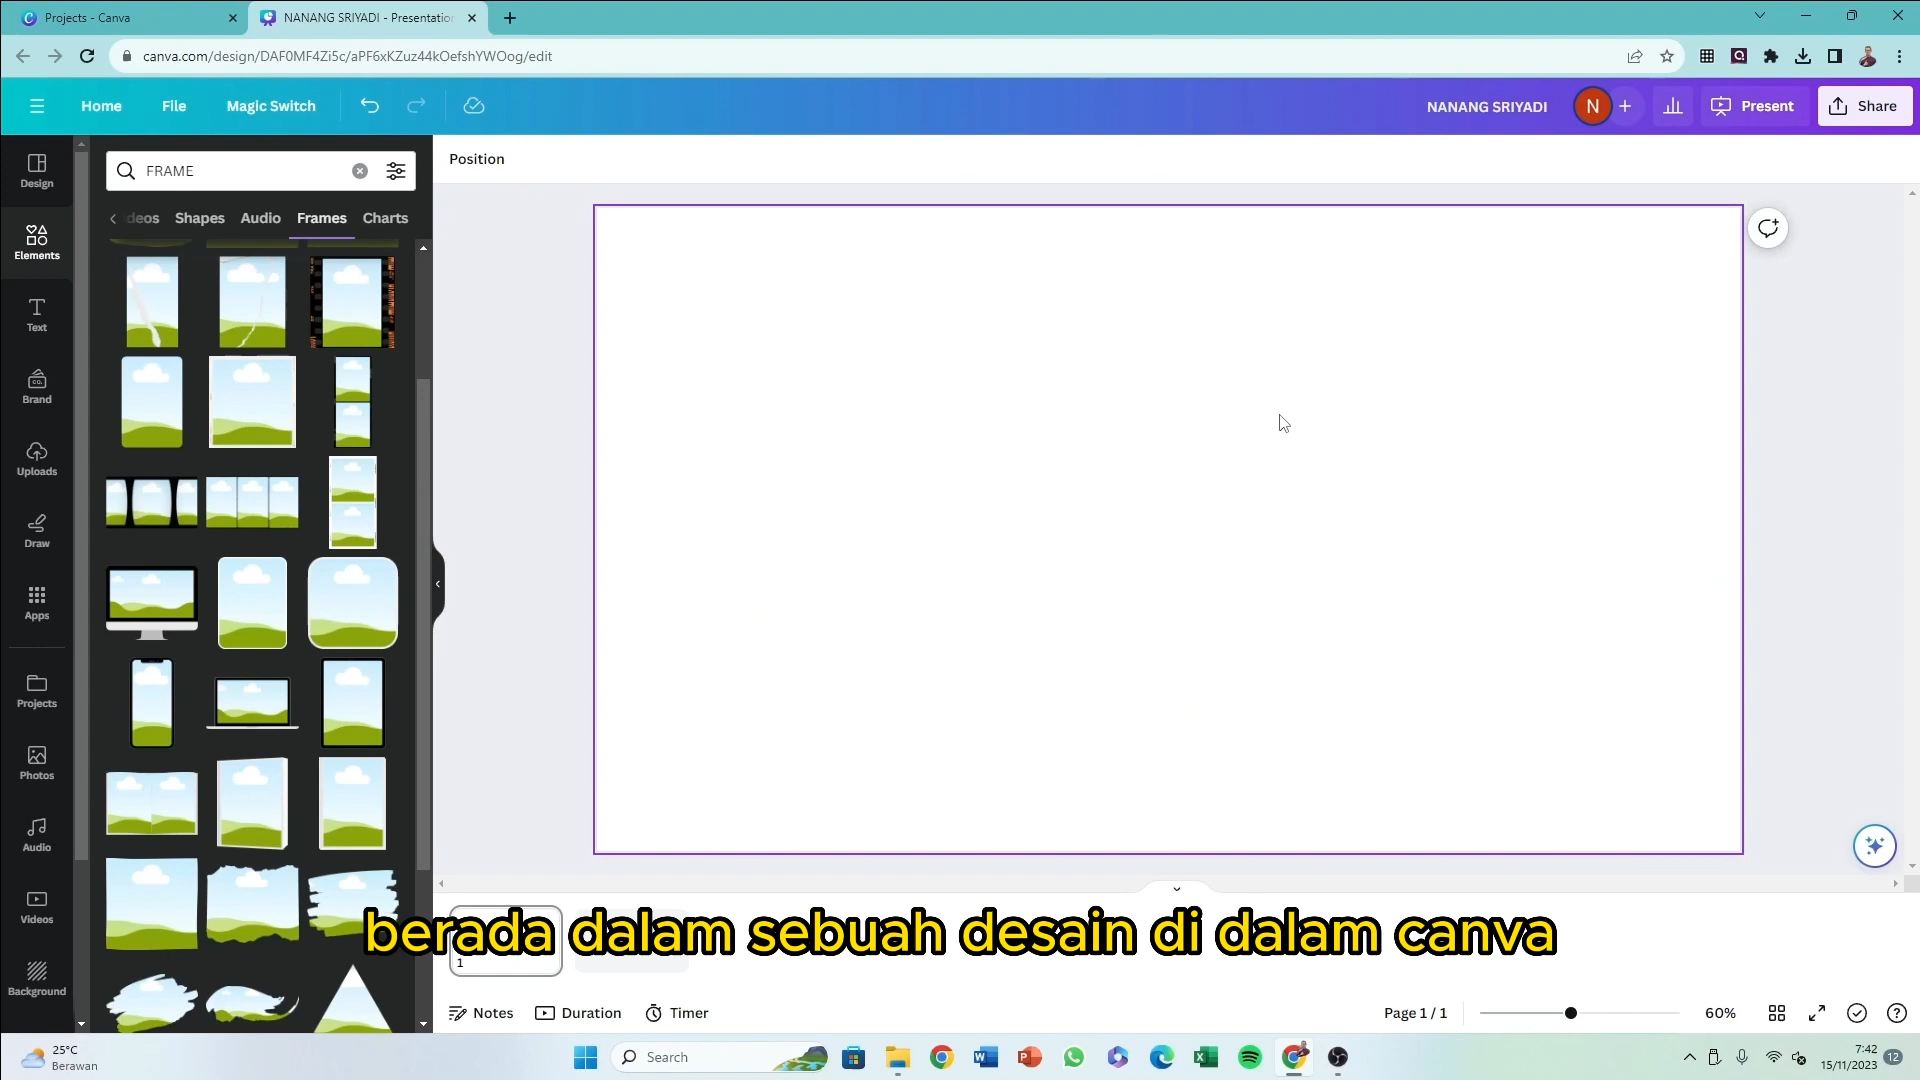 Projects - Canva
NANANG SRIYADI - Presentation
canva.com/design/DAF0MF4Zi5c/aPF6xKZuz44kOefshYWOog/edit
Home File Magic Switch
NANANG SRIYADI
N
Present
Share
Design
Elements
Text
Brand
Uploads
Draw
Apps
Projects
Photos
Audio
Videos
Background
FRAME
deos Shapes Audio Frames Charts
Position
berada dalam sebuah desain di dalam canva
1
Notes Duration Timer
Page 1 / 1
60%
25°C
Berawan
Search
7:42
15/11/2023
12